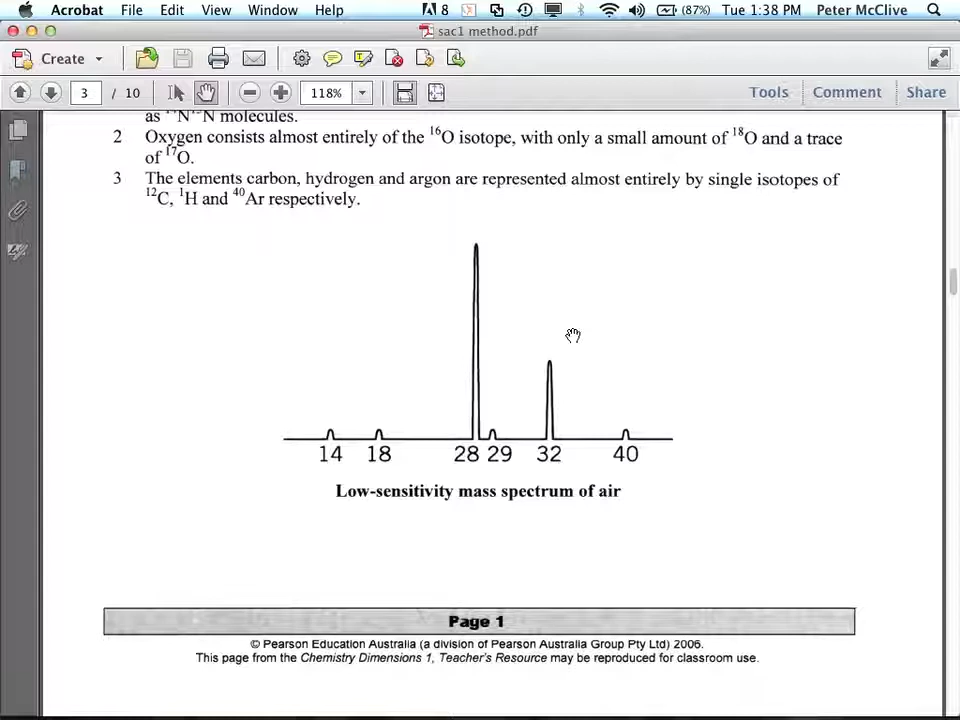 Acrobat File Edit View Window Help 8 (87%) Tue 1:38 PM Peter McClive
sac1 method.pdf
Create
3 / 10 118% Tools Comment Share
as ¹⁴N¹⁵N molecules.
2 Oxygen consists almost entirely of the ¹⁶O isotope, with only a small amount of ¹⁸O and a trace
of ¹⁷O.
3 The elements carbon, hydrogen and argon are represented almost entirely by single isotopes of
¹²C, ¹H and ⁴⁰Ar respectively.
14 18 28 29 32 40
Low-sensitivity mass spectrum of air
Page 1
© Pearson Education Australia (a division of Pearson Australia Group Pty Ltd) 2006.
This page from the Chemistry Dimensions 1, Teacher's Resource may be reproduced for classroom use.